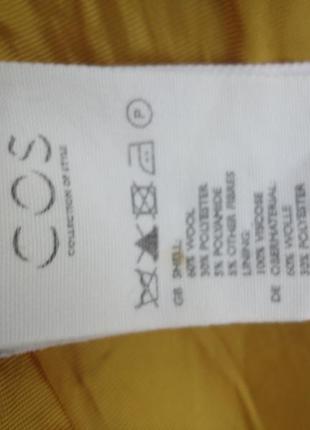 COS
COLLECTION OF STYLE
P
GB SHELL:
60% WOOL
30% POLYESTER
5% POLYAMIDE
5% OTHER FIBRES
LINING:
100% VISCOSE
DE OBERMATERIAL:
60% WOLLE
30% POLYESTER